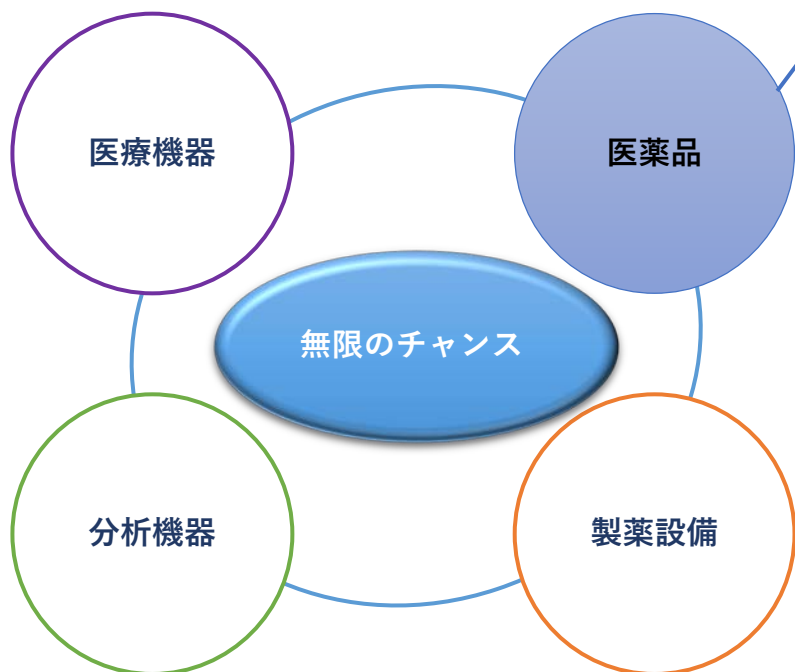 医療機器
医薬品
無限のチャンス
分析機器
製薬設備